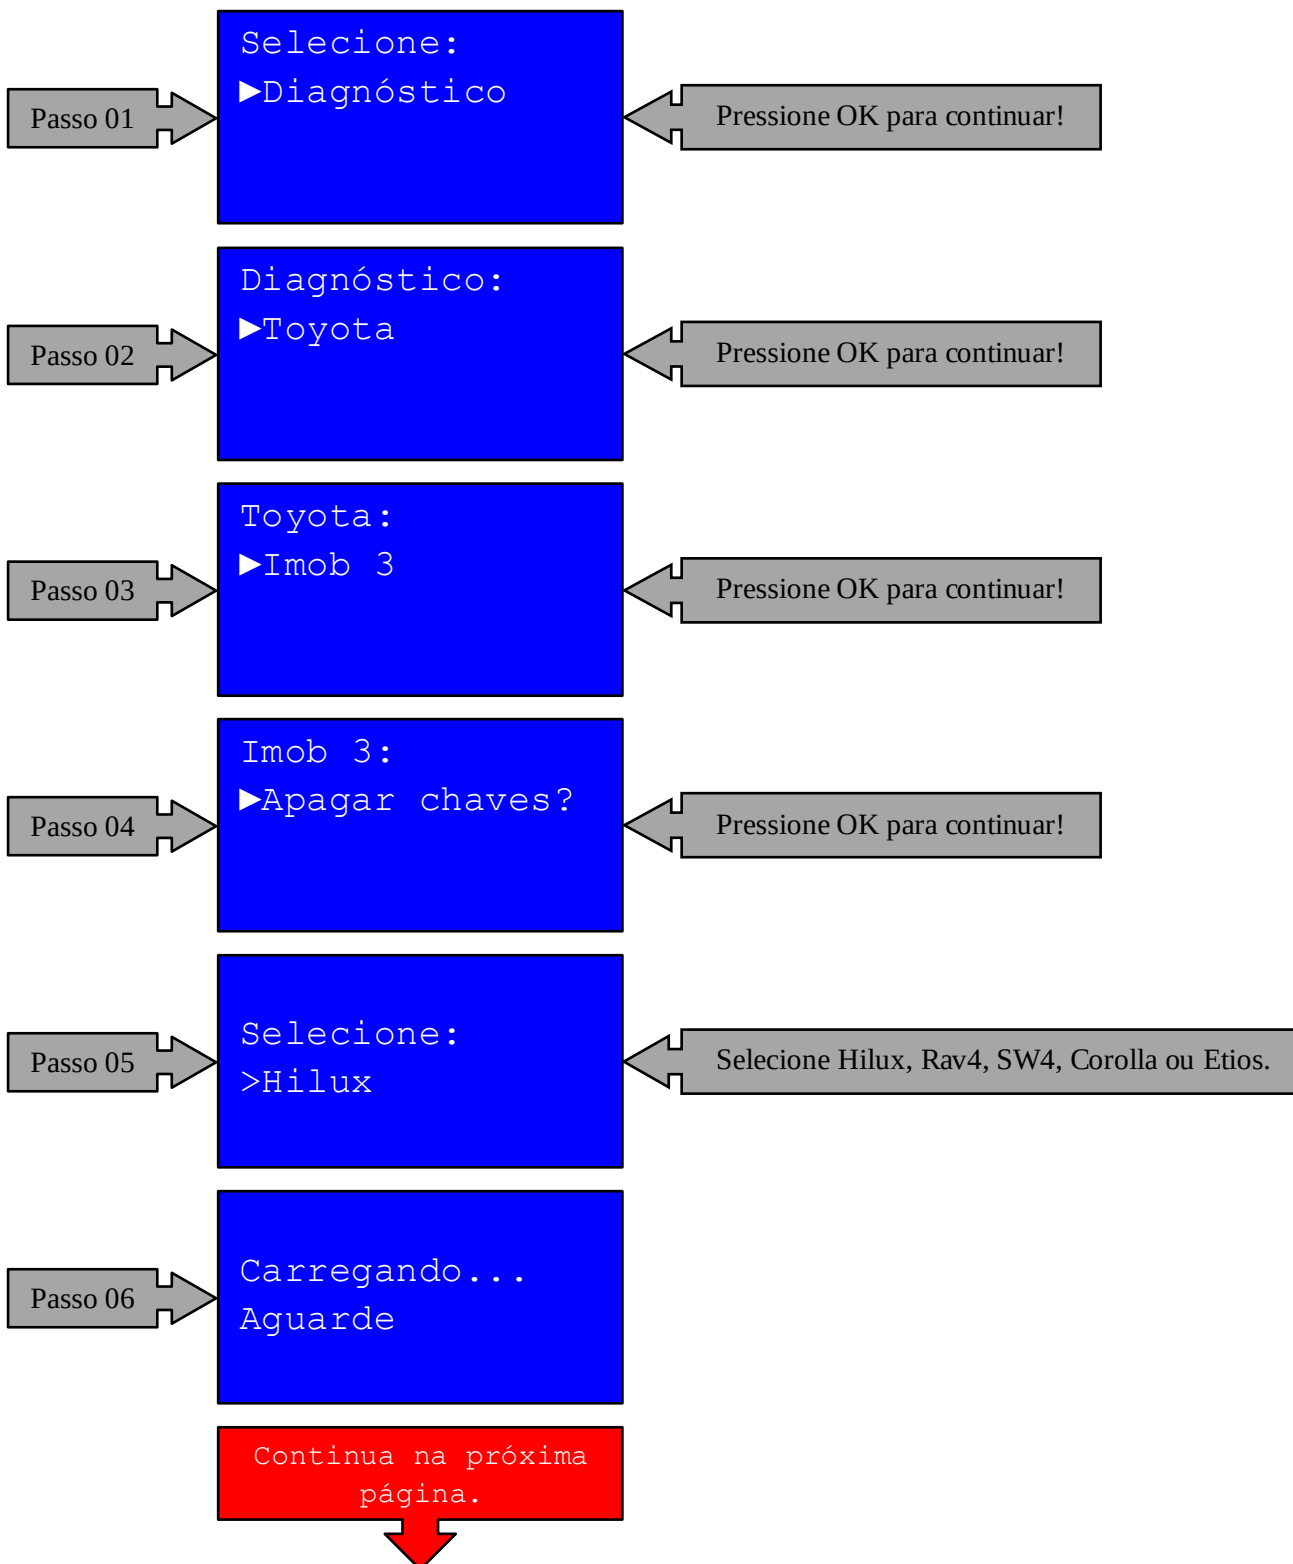 Selecione:
►Diagnóstico
Passo 01
Pressione OK para continuar!
Diagnóstico:
►Toyota
Passo 02
Pressione OK para continuar!
Toyota:
►Imob 3
Passo 03
Pressione OK para continuar!
Imob 3:
►Apagar chaves?
Passo 04
Pressione OK para continuar!
Selecione:
>Hilux
Passo 05
Selecione Hilux, Rav4, SW4, Corolla ou Etios.
Carregando...
Aguarde
Passo 06
Continua na próxima
página.